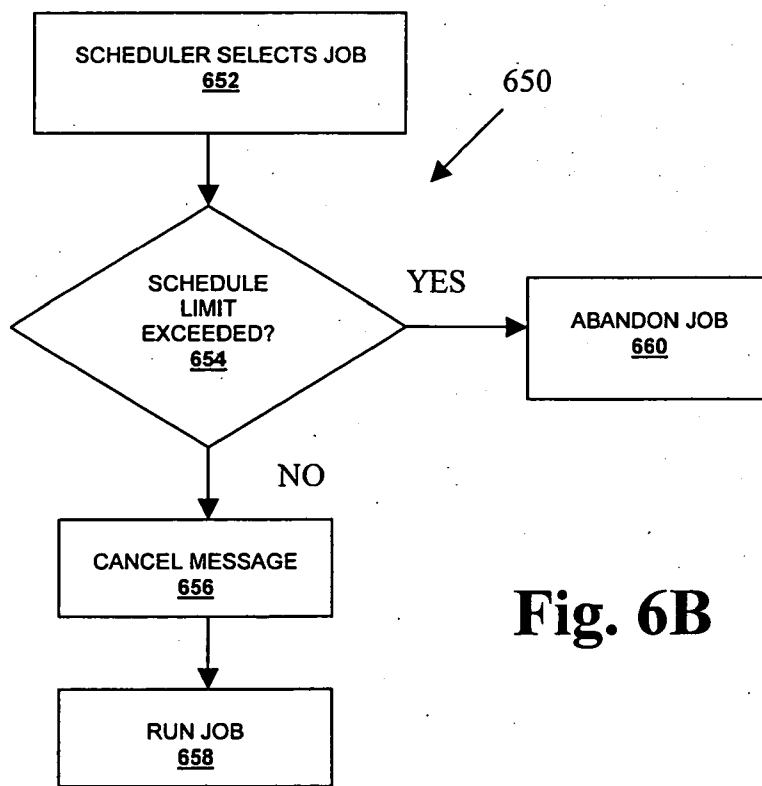 SCHEDULER SELECTS JOB
652
650
SCHEDULE
LIMIT
EXCEEDED?
654
YES
ABANDON JOB
660
NO
CANCEL MESSAGE
656
Fig. 6B
RUN JOB
658